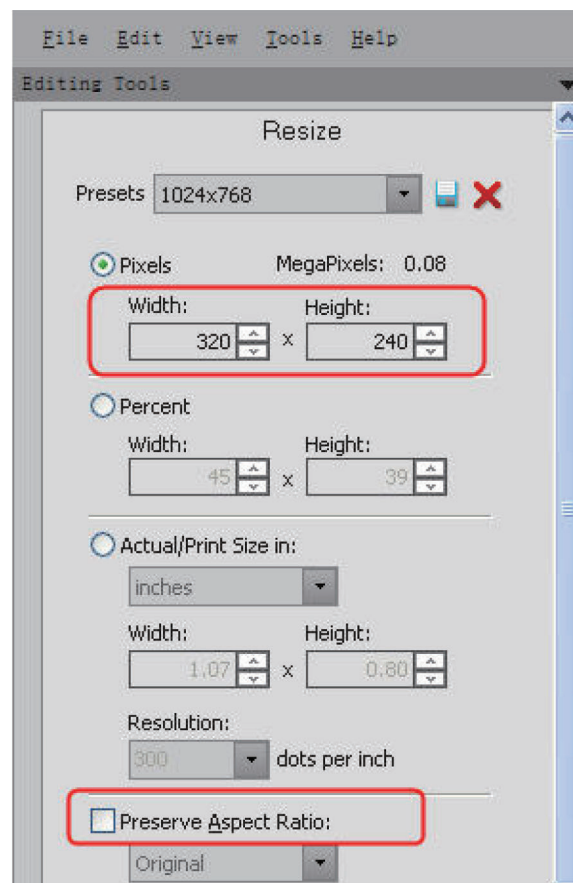 File Edit View Tools Help
Editing Tools
Resize
Presets 1024x768
Pixels MegaPixels: 0.08
Width: Height:
320 x 240
Percent
Width: Height:
45 x 39
Actual/Print Size in:
inches
Width: Height:
1.07 x 0.80
Resolution:
300 dots per inch
Preserve Aspect Ratio:
Original